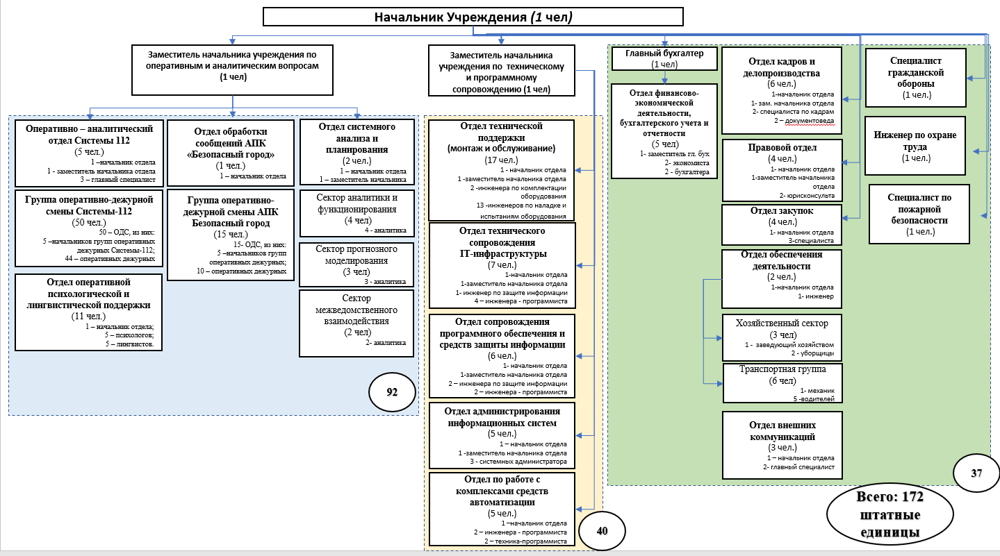 Начальник Учреждения (1 чел)
Заместитель начальника учреждения по
оперативным и аналитическим вопросам
(1 чел)
Заместитель начальника
учреждения по техническому
и программному
сопровождению (1 чел)
Главный бухгалтер
(1 чел)
Отдел финансово-
экономической
деятельности,
бухгалтерского учета и
отчетности
(5 чел)
1- заместитель гл. бух
2- экономиста
2 - бухгалтера
Отдел кадров и
делопроизводства
(6 чел.)
1-начальник отдела
1- зам. начальника отдела
2- специалиста по кадрам
2 – документоведа
Специалист
гражданской
обороны
(1 чел.)
Инженер по охране
труда
(1 чел.)
Специалист по
пожарной
безопасности
(1 чел.)
Оперативно – аналитический
отдел Системы 112
(5 чел.)
1 –начальник отдела
1 - заместитель начальника отдела
3 – главный специалист
Группа оперативно-дежурной
смены Системы-112
(50 чел.)
50 – ОДС, из них:
5 –начальников групп оперативных
дежурных Системы-112;
44 – оперативных дежурных
Отдел оперативной
психологической и
лингвистической поддержки
(11 чел.)
1 – начальник отдела;
5 – психологов;
5 – лингвистов.
Отдел обработки
сообщений АПК
«Безопасный город»
(1 чел.)
1 – начальник отдела
Группа оперативно-
дежурной смены АПК
Безопасный город
(15 чел.)
15- ОДС, из них:
5 –начальников групп
оперативных дежурных;
10 – оперативных дежурных
Отдел системного
анализа и
планирования
(2 чел.)
1 – начальник отдела
1 – заместитель начальника
Сектор аналитики и
функционирования
(4 чел)
4 - аналитика
Сектор прогнозного
моделирования
(3 чел)
3 - аналитика
Сектор
межведомственного
взаимодействия
(2 чел)
2- аналитика
92
Отдел технической
поддержки
(монтаж и обслуживание)
(17 чел.)
1 - начальник отдела
1 -заместитель начальника отдела
2 -инженера по комплектации
оборудования
13 -инженеров по наладке и
испытаниям оборудования
Отдел технического
сопровождения
IT-инфраструктуры
(7 чел.)
1-начальник отдела
1-заместитель начальника отдела
1- инженер по защите информации
4 – инженера - программиста
Отдел сопровождения
программного обеспечения и
средств защиты информации
(6 чел.)
1- начальник отдела
1-заместитель начальника отдела
2 – инженера по защите информации
2 – инженера - программиста
Отдел администрирования
информационных систем
(5 чел.)
1 – начальник отдела
1 -заместитель начальника отдела
3 - системных администратора
Отдел по работе с
комплексами средств
автоматизации
(5 чел.)
1 –начальник отдела
2 – инженера - программиста
2 – техника-программиста
40
Правовой отдел
(4 чел.)
1- начальник отдела
1-заместитель начальника
отдела
2- юрисконсульта
Отдел закупок
(4 чел.)
1- начальник отдела
3-специалиста
Отдел обеспечения
деятельности
(2 чел.)
1-начальник отдела
1- инженер
Хозяйственный сектор
(3 чел)
1 - заведующий хозяйством
2 - уборщицы
Транспортная группа
(6 чел)
1- механик
5 -водителей
Отдел внешних
коммуникаций
(3 чел.)
1 – начальник отдела
2- главный специалист
37
Всего: 172
штатные
единицы